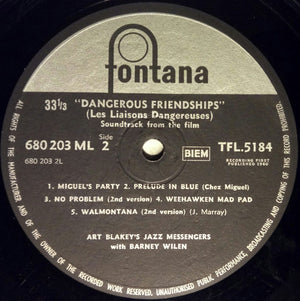 fontana
33 1/3 "DANGEROUS FRIENDSHIPS"
(Les Liaisons Dangereuses)
Soundtrack from the film
680 203 ML Side 2
BIEM
TFL.5184
680 203 2L
RECORDING FIRST PUBLISHED 1960
1. MIGUEL'S PARTY 2. PRELUDE IN BLUE (Chez Miguel)
3. NO PROBLEM (2nd version) 4. WEEHAWKEN MAD PAD
5. WALMONTANA (2nd version) (J. Marray)
ART BLAKEY'S JAZZ MESSENGERS
with BARNEY WILEN
ALL RIGHTS OF THE MANUFACTURER AND OF THE OWNER OF THE RECORDED WORK RESERVED. UNAUTHORISED PUBLIC PERFORMANCE, BROADCASTING AND COPYING OF THIS RECORD PROHIBITED